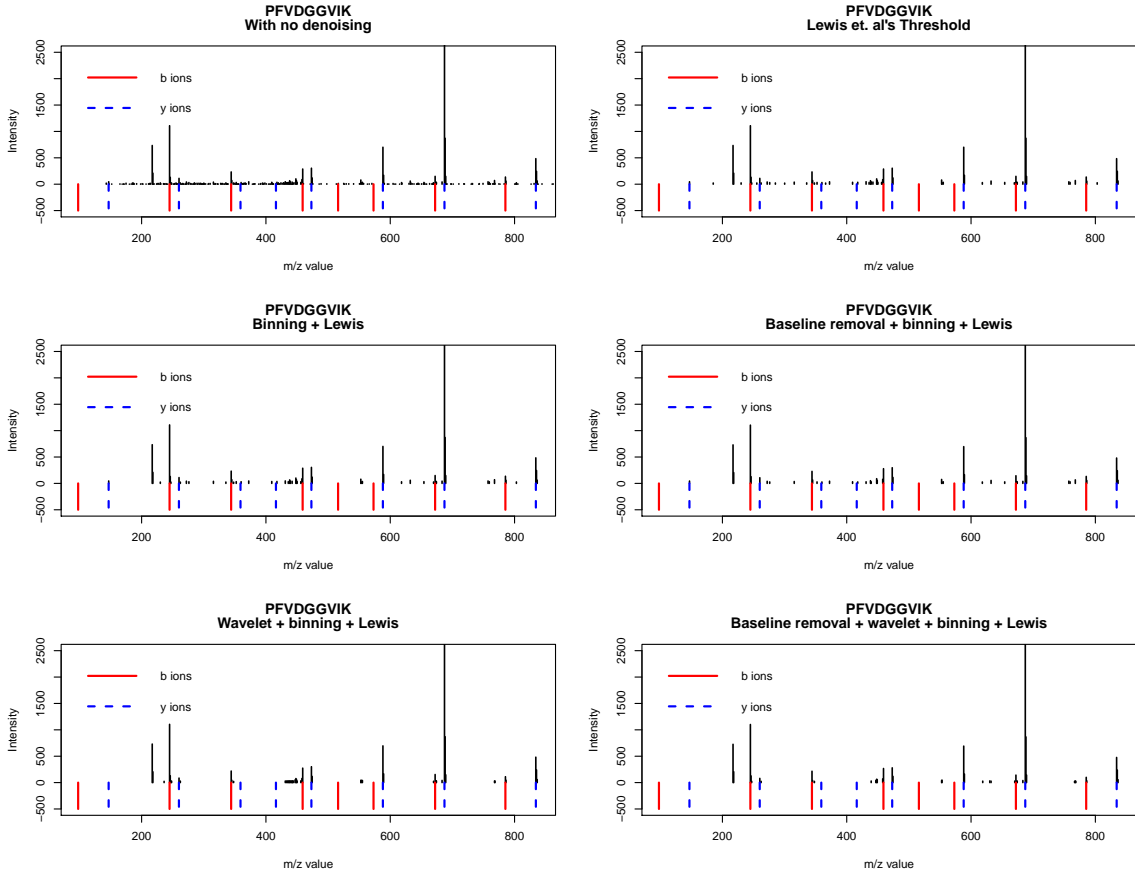 PFVDGGVIK
With no denoising
Intensity
2500
1500
500
0
−500
b ions
y ions
200
400
600
800
m/z value
PFVDGGVIK
Lewis et. al's Threshold
Intensity
2500
1500
500
0
−500
b ions
y ions
200
400
600
800
m/z value
PFVDGGVIK
Binning + Lewis
Intensity
2500
1500
500
0
−500
b ions
y ions
200
400
600
800
m/z value
PFVDGGVIK
Baseline removal + binning + Lewis
Intensity
2500
1500
500
0
−500
b ions
y ions
200
400
600
800
m/z value
PFVDGGVIK
Wavelet + binning + Lewis
Intensity
2500
1500
500
0
−500
b ions
y ions
200
400
600
800
m/z value
PFVDGGVIK
Baseline removal + wavelet + binning + Lewis
Intensity
2500
1500
500
0
−500
b ions
y ions
200
400
600
800
m/z value